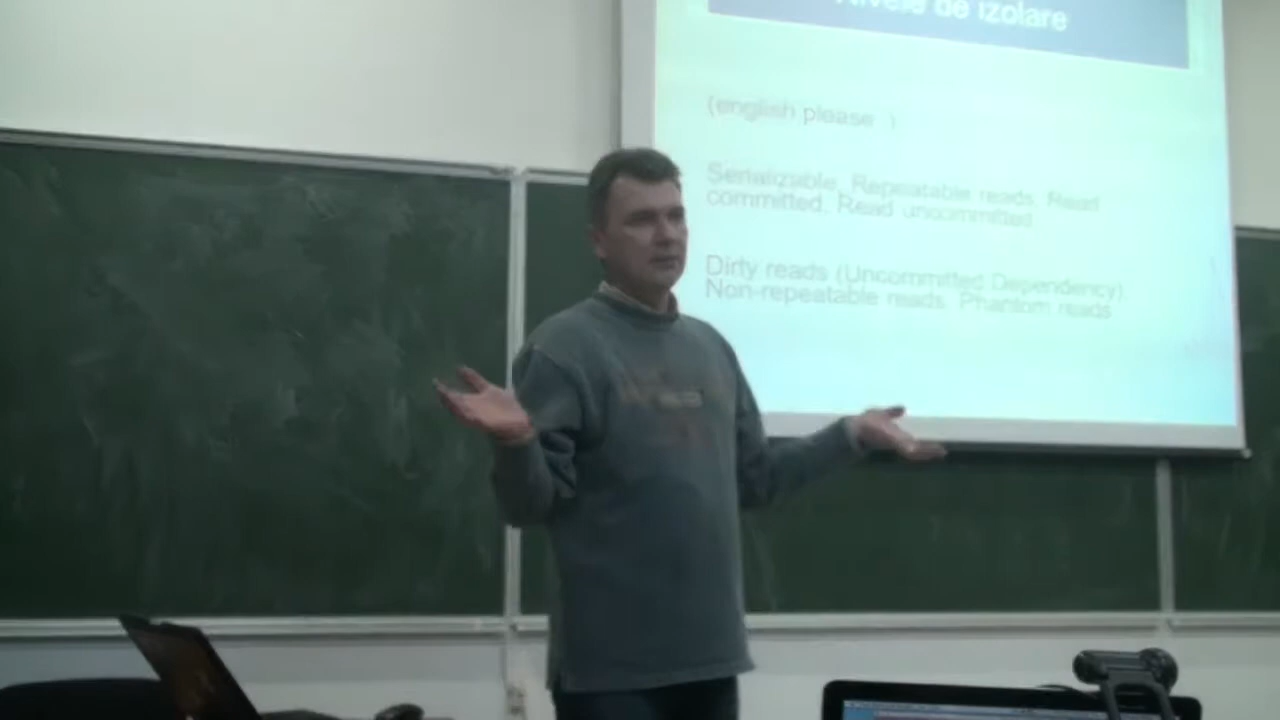 Nivele de izolare
(english please )
Serializable, Repeatable reads, Read
committed, Read uncommitted
Dirty reads (Uncommitted Dependency),
Non-repeatable reads, Phantom reads